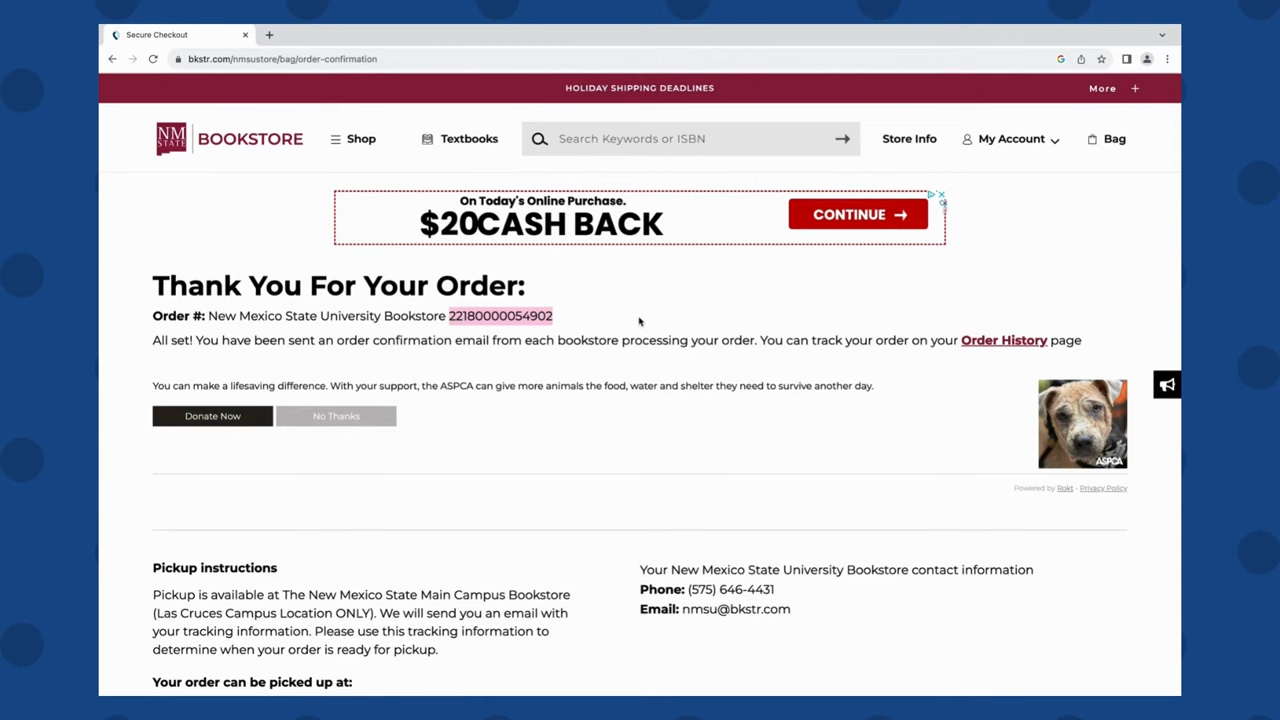 Secure Checkout
bkstr.com/nmsustore/bag/order-confirmation
HOLIDAY SHIPPING DEADLINES
More +
NM STATE BOOKSTORE
Shop
Textbooks
Search Keywords or ISBN
Store Info
My Account
Bag
On Today's Online Purchase.
$20 CASH BACK
CONTINUE →
Thank You For Your Order:
Order #: New Mexico State University Bookstore 22180000054902
All set! You have been sent an order confirmation email from each bookstore processing your order. You can track your order on your Order History page
You can make a lifesaving difference. With your support, the ASPCA can give more animals the food, water and shelter they need to survive another day.
Donate Now
No Thanks
ASPCA
Powered by Rokt - Privacy Policy
Pickup instructions
Pickup is available at The New Mexico State Main Campus Bookstore
(Las Cruces Campus Location ONLY). We will send you an email with
your tracking information. Please use this tracking information to
determine when your order is ready for pickup.
Your order can be picked up at:
Your New Mexico State University Bookstore contact information
Phone: (575) 646-4431
Email: nmsu@bkstr.com